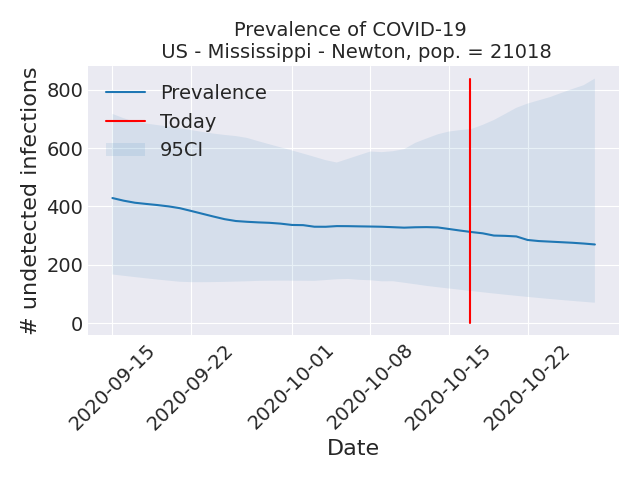 Prevalence of COVID-19
US - Mississippi - Newton, pop. = 21018
# undetected infections
800
600
400
200
0
Prevalence
Today
95CI
2020-09-15
2020-09-22
2020-10-01
2020-10-08
2020-10-15
2020-10-22
Date